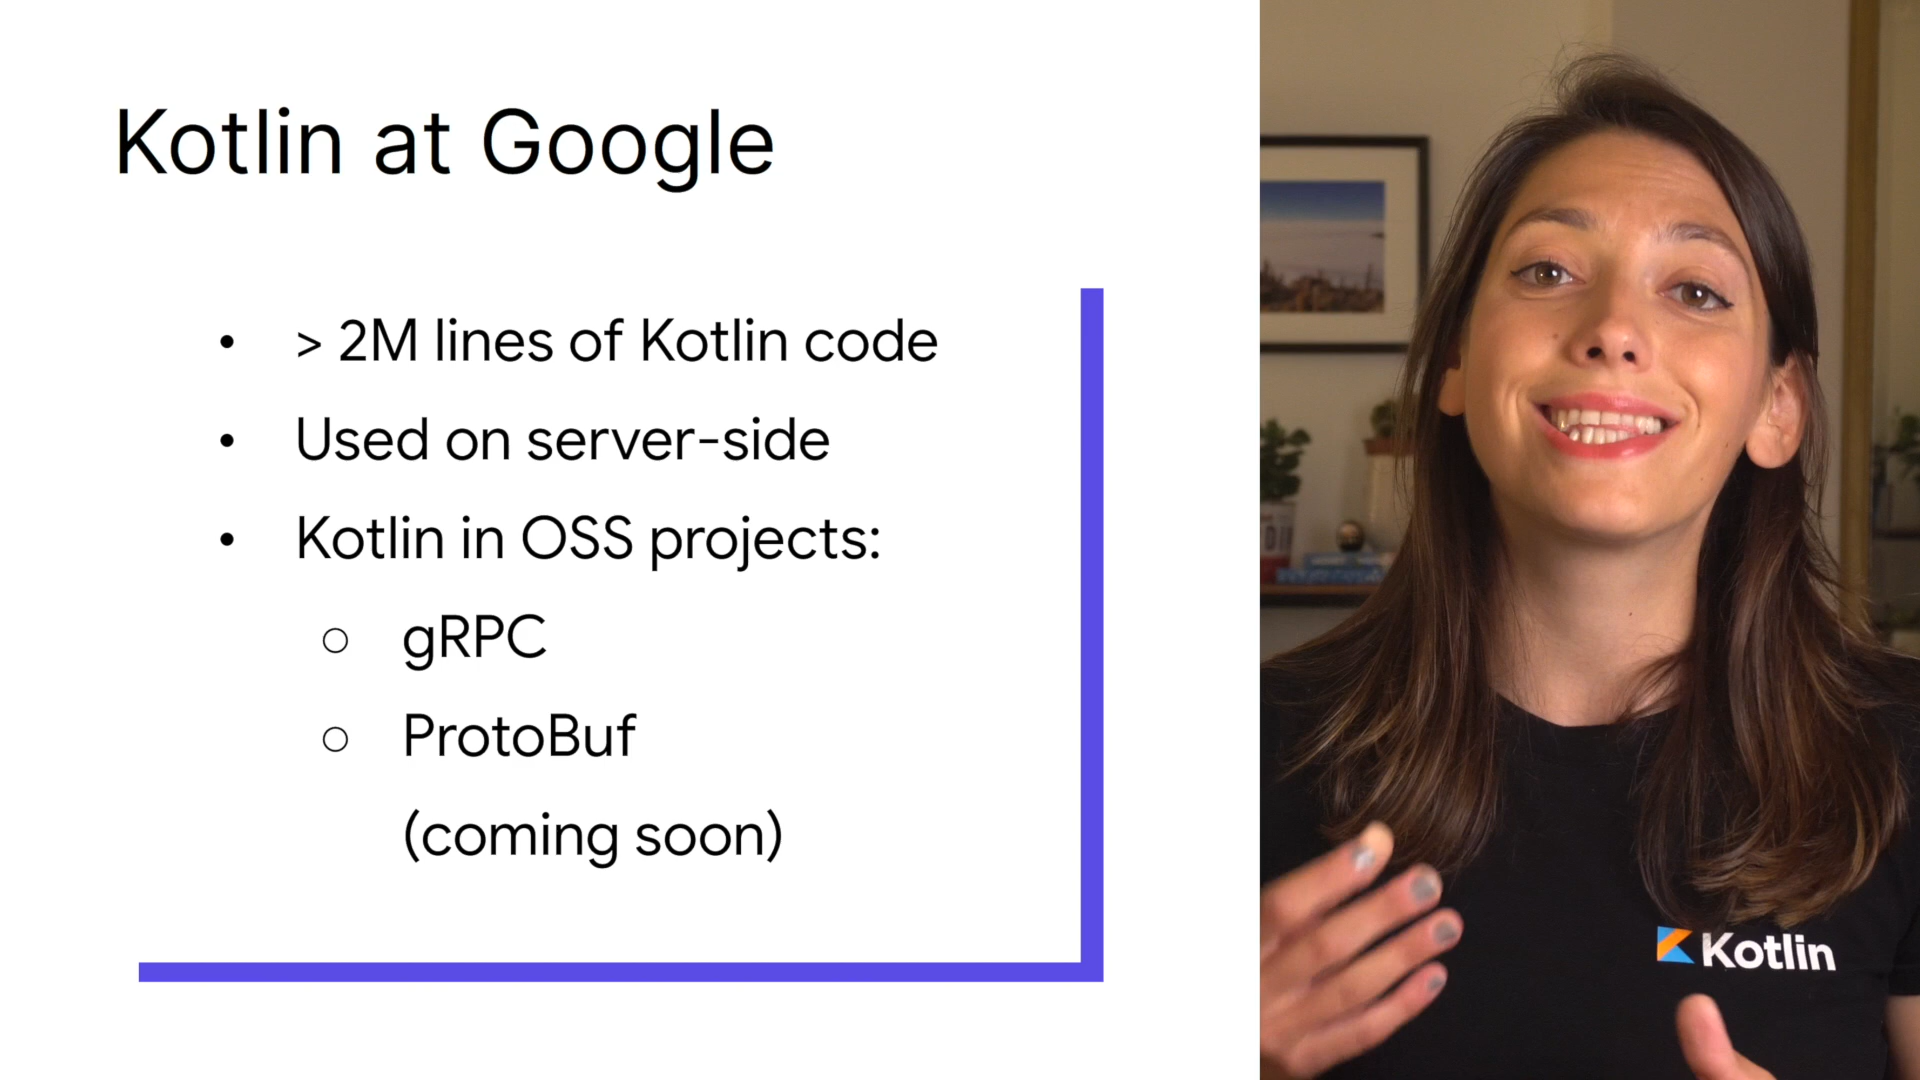 Kotlin at Google
• > 2M lines of Kotlin code
• Used on server-side
• Kotlin in OSS projects:
○ gRPC
○ ProtoBuf
(coming soon)
Kotlin